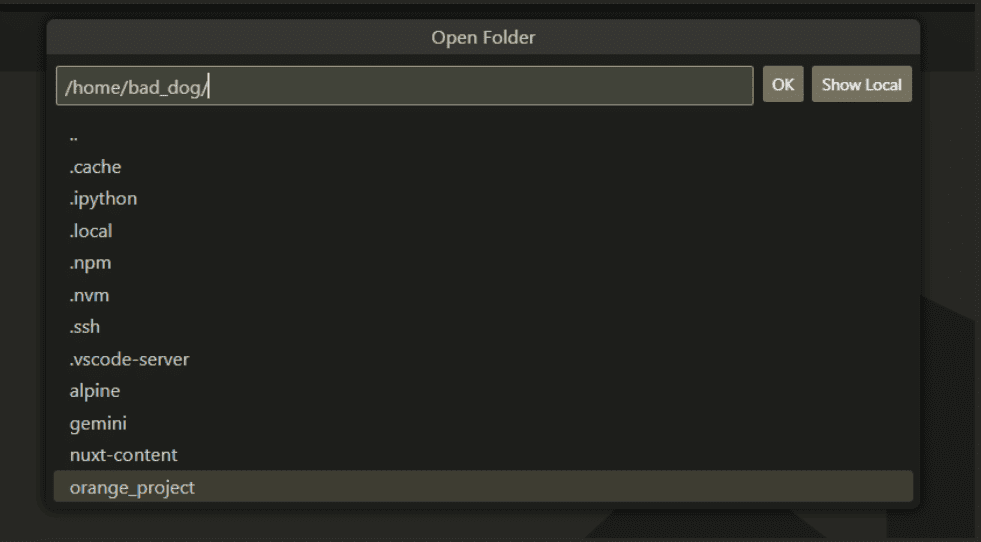 Open Folder
/home/bad_dog/
OK
Show Local
..
.cache
.ipython
.local
.npm
.nvm
.ssh
.vscode-server
alpine
gemini
nuxt-content
orange_project